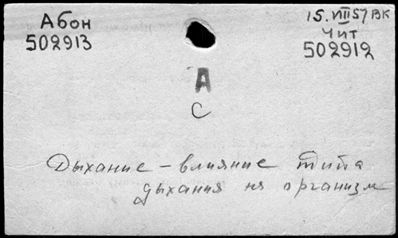 Абон
502913
15.VIII57 ВК
Чит
502912
А
С
Дыхание – влияние типа
дыхания на организм